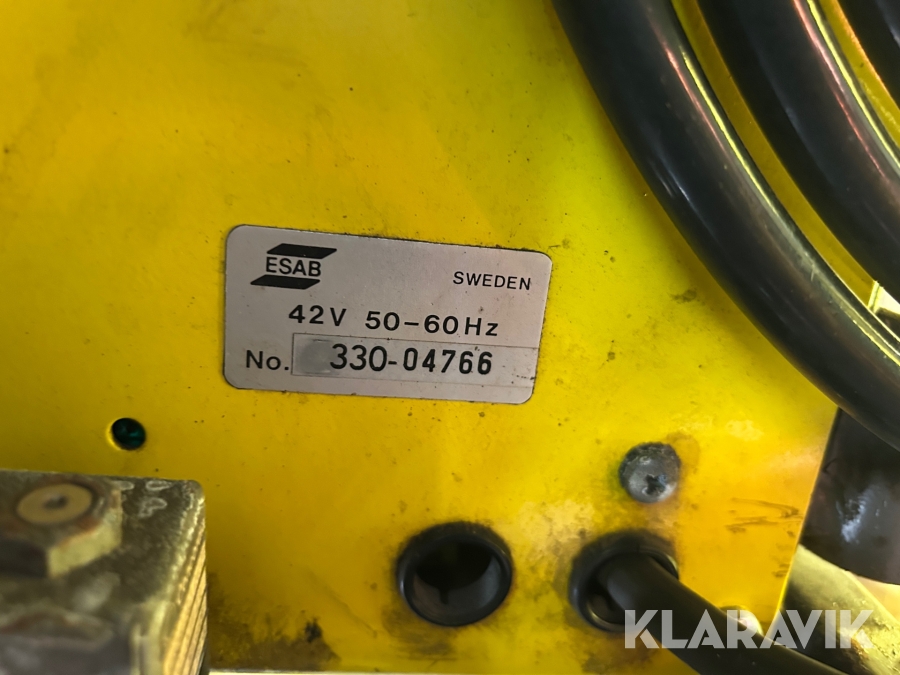 ESAB
SWEDEN
42V 50-60Hz
No. 330-04766
KLARAVIK